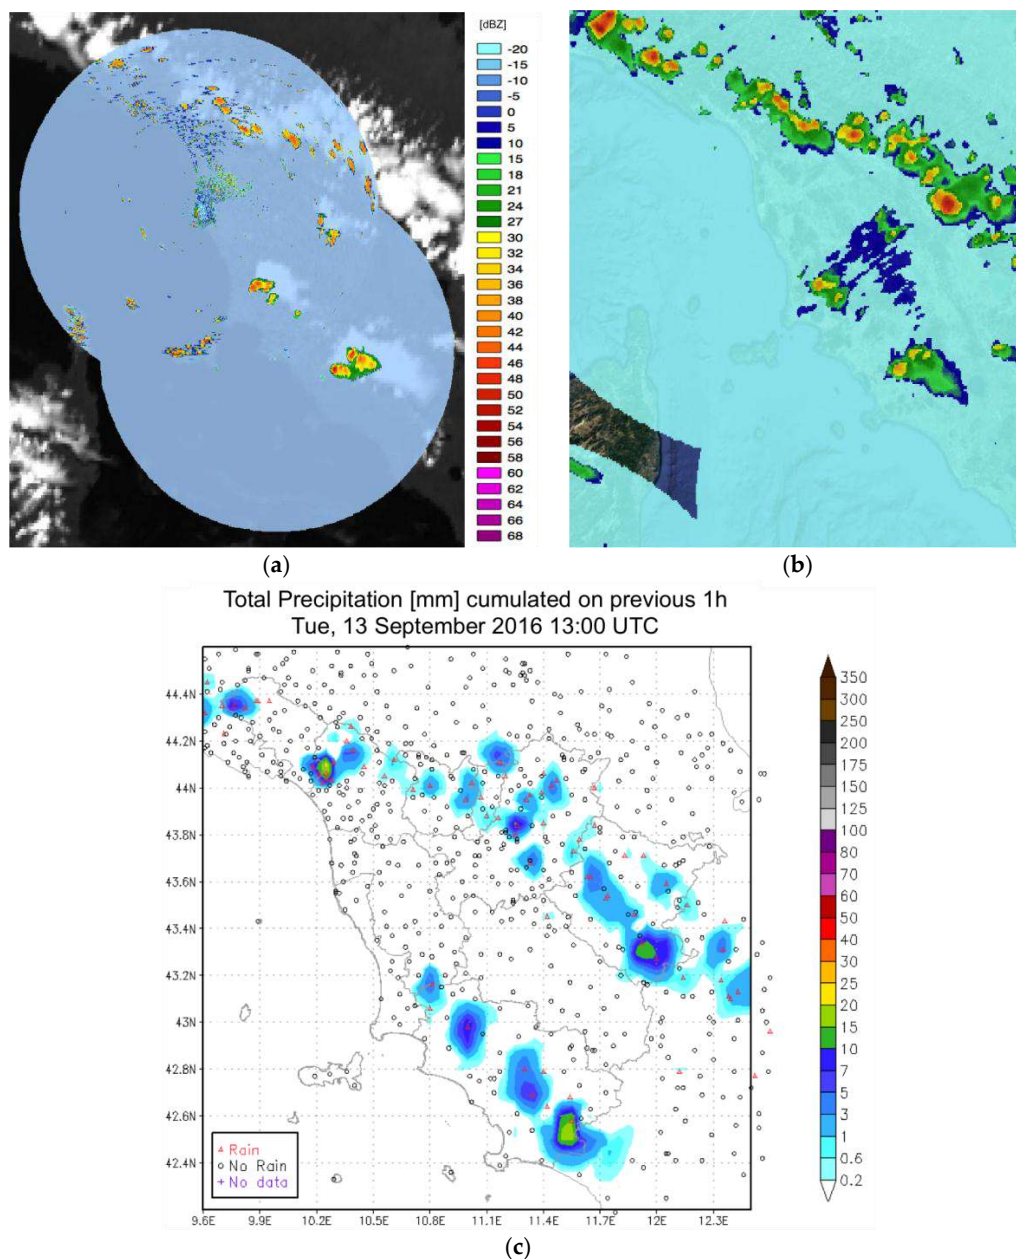 [dBZ]
-20
-15
-10
-5
0
5
10
15
18
21
24
27
30
32
34
36
38
40
42
44
46
48
50
52
54
56
58
60
62
64
66
68
(a)
(b)
Total Precipitation [mm] cumulated on previous 1h
Tue, 13 September 2016 13:00 UTC
44.4N
44.2N
44N
43.8N
43.6N
43.4N
43.2N
43N
42.8N
42.6N
42.4N
Rain
No Rain
No data
9.6E 9.9E 10.2E 10.5E 10.8E 11.1E 11.4E 11.7E 12E 12.3E
350
300
250
200
175
150
125
100
80
70
60
50
40
30
25
20
15
10
7
5
3
1
0.6
0.2
(c)